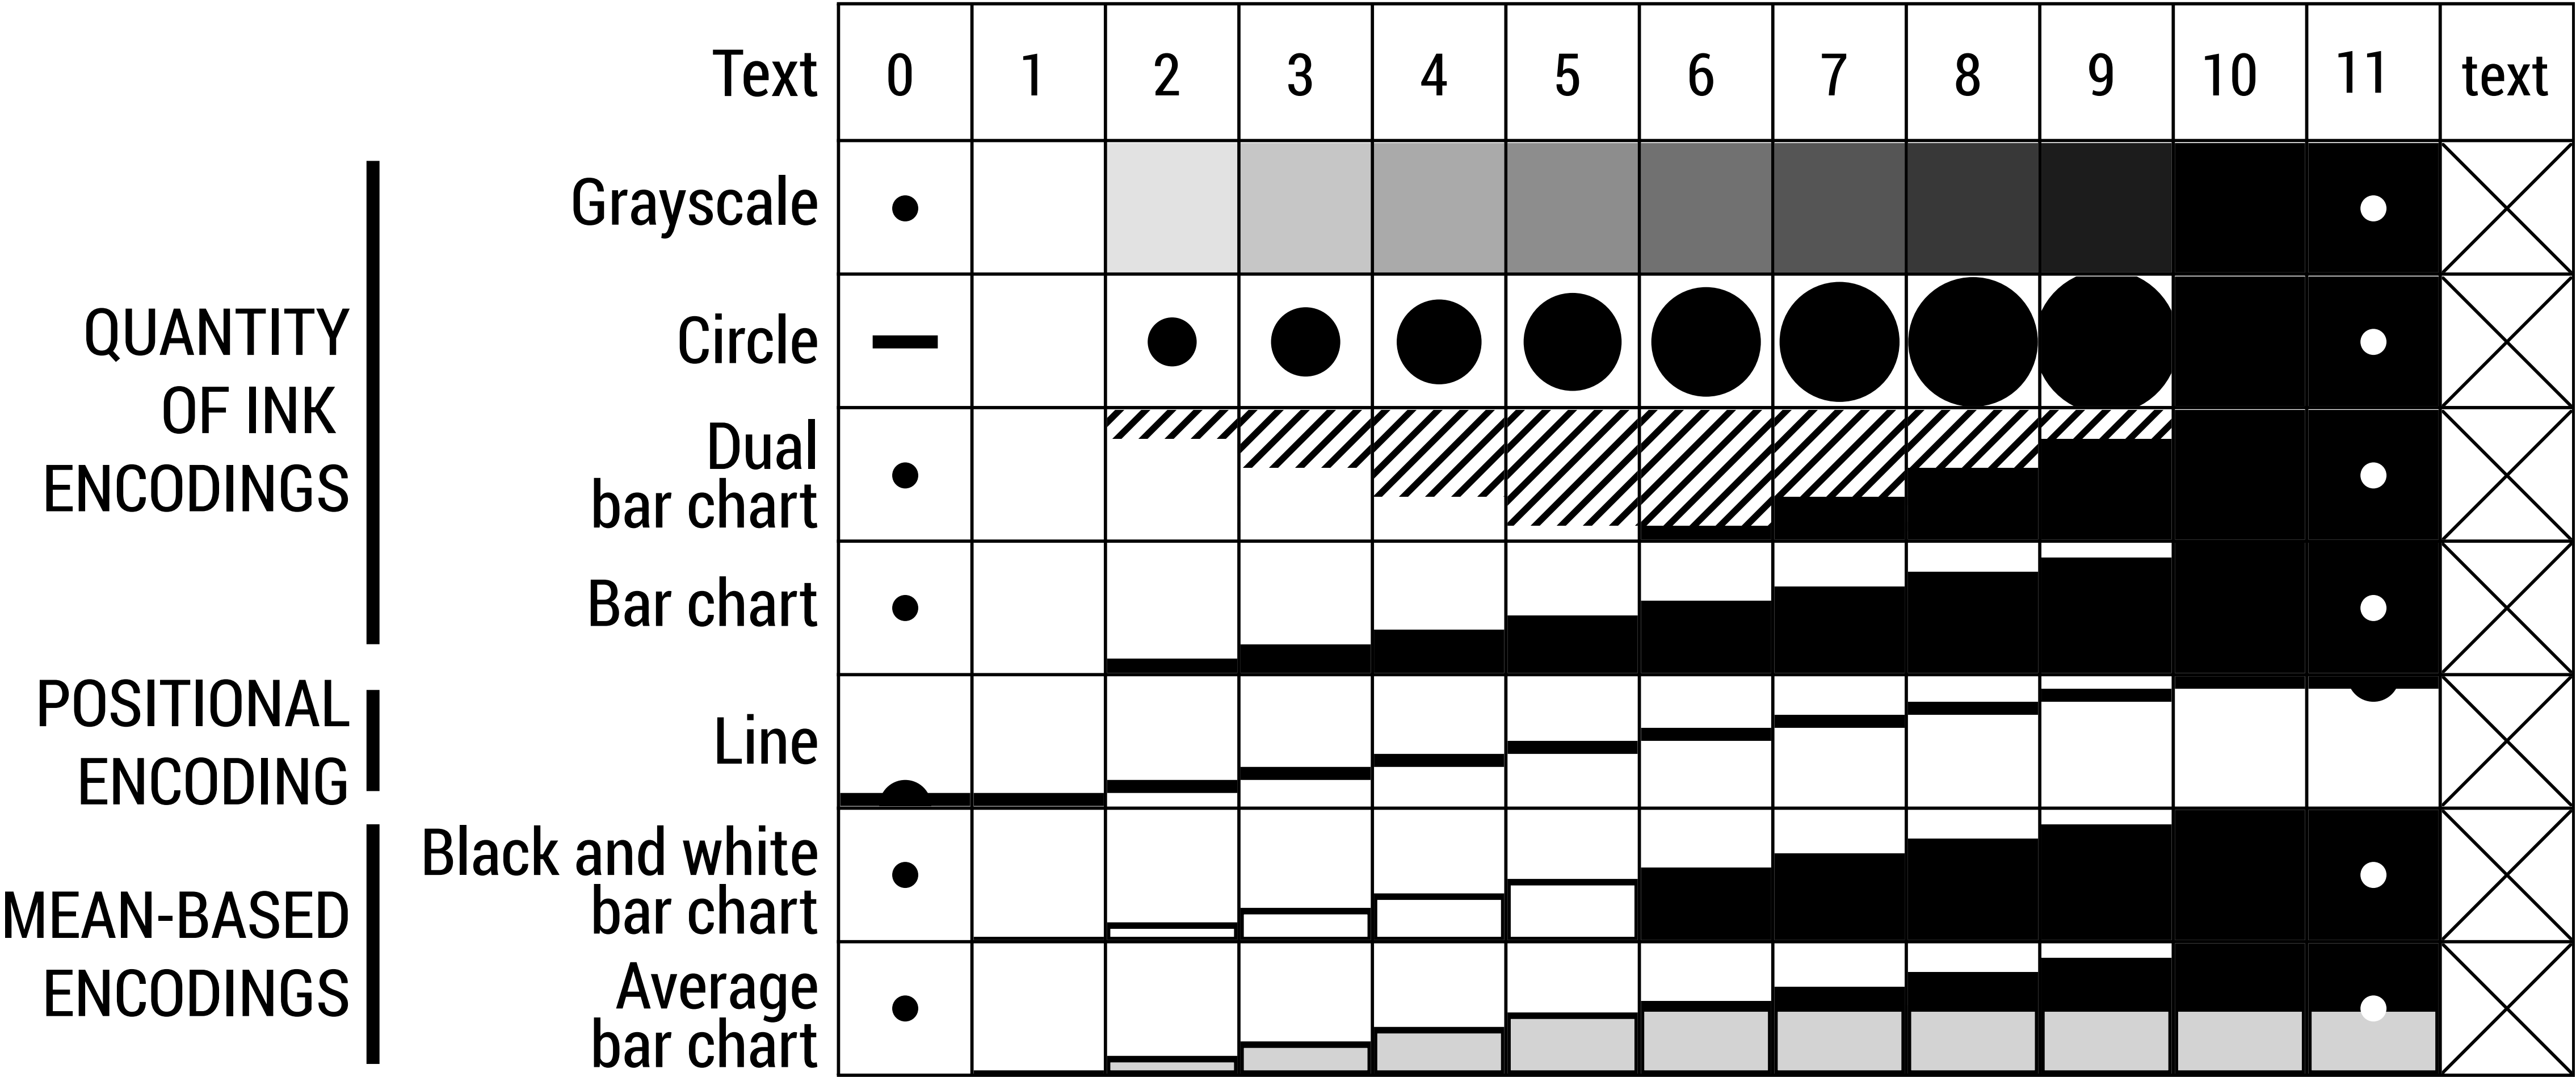 Text 0 1 2 3 4 5 6 7 8 9 10 11 text
QUANTITY
OF INK
ENCODINGS
Grayscale
Circle
Dual
bar chart
Bar chart
POSITIONAL
ENCODING
Line
MEAN-BASED
ENCODINGS
Black and white
bar chart
Average
bar chart